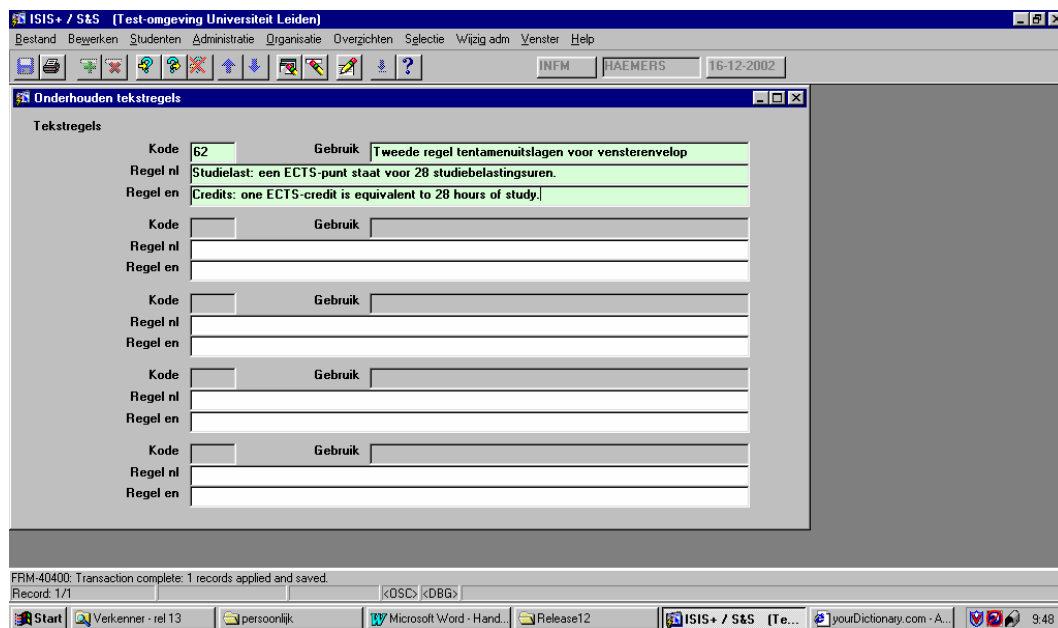 ISIS+ / S&S (Test-omgeving Universiteit Leiden)
Bestand Bewerken Studenten Administratie Organisatie Overzichten Selectie Wijzig adm Venster Help
INFM HAEMERS 16-12-2002
Onderhouden tekstregels
Tekstregels
Kode 62 Gebruik Tweede regel tentamenuitslagen voor vensterenvelop
Regel nl Studielast: een ECTS-punt staat voor 28 studiebelastingsuren.
Regel en Credits: one ECTS-credit is equivalent to 28 hours of study.
Kode Gebruik
Regel nl
Regel en
Kode Gebruik
Regel nl
Regel en
Kode Gebruik
Regel nl
Regel en
Kode Gebruik
Regel nl
Regel en
FRM-40400: Transaction complete: 1 records applied and saved.
Record: 1/1 <OSC> <DBG>
Start Verkenner - rel 13 persoonlijk Microsoft Word - Hand... Release12 ISIS+ / S&S (Te... yourDictionary.com - A... 9:48